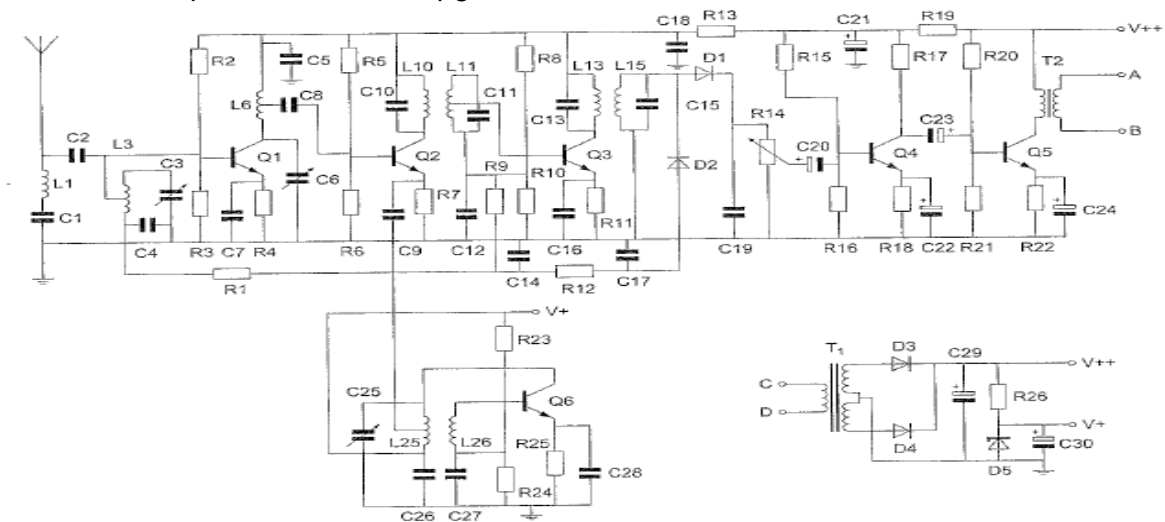 C18 R13 C21 R19 V++
R2 C5 R5 L10 L11 R8 L13 L15 D1 R15 R17 R20 T2
L6 C8 C10 C11 C13 C15 R14 C23 A
C2 L3 C3 Q1 C6 Q2 R9 Q3 D2 C20 Q4 Q5 B
L1 R7 R10 R11
C1 C4 R3 C7 R4 R6 C9 C12 C16 C19 R16 R18 C22 R21 R22 C24
R1 C14 R12 C17
V+
R23
T1 D3 C29 V++
C25 Q6 C R26
D V+
L25 L26 R25 D4 D5 C30
R24 C28
C26 C27